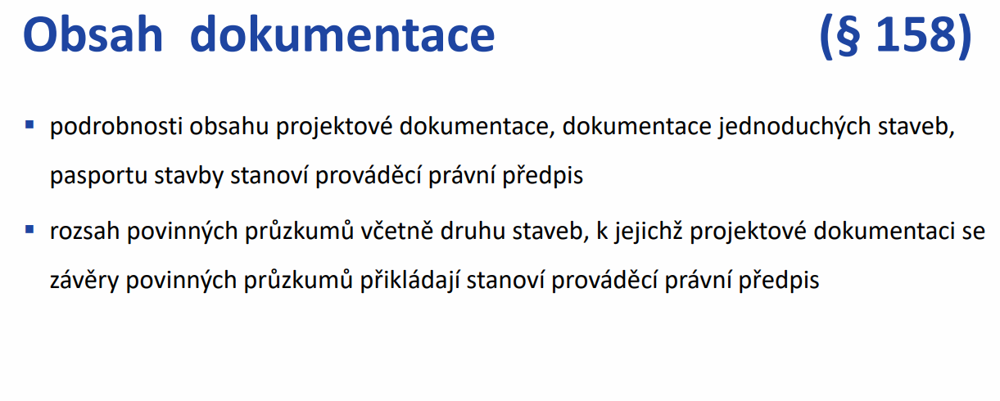 Obsah dokumentace (§ 158)
▪ podrobnosti obsahu projektové dokumentace, dokumentace jednoduchých staveb,
pasportu stavby stanoví prováděcí právní předpis
▪ rozsah povinných průzkumů včetně druhu staveb, k jejichž projektové dokumentaci se
závěry povinných průzkumů přikládají stanoví prováděcí právní předpis